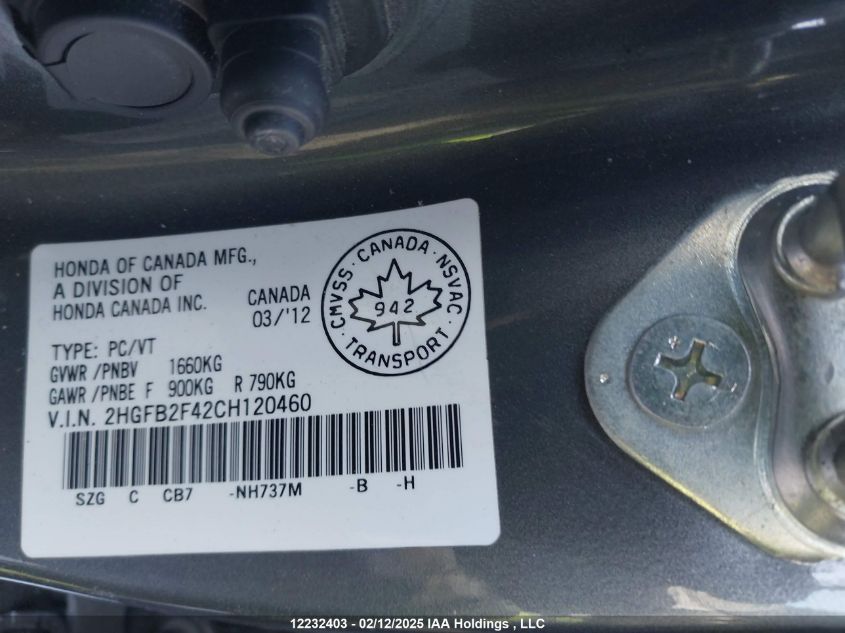 HONDA OF CANADA MFG.,
A DIVISION OF
HONDA CANADA INC.
CANADA
03/'12
CMVSS · CANADA · NSVAC
942
TRANSPORT
TYPE: PC/VT
GVWR /PNBV 1660KG
GAWR /PNBE F 900KG R 790KG
V.I.N. 2HGFB2F42CH120460
SZG C CB7 -NH737M -B -H
12232403 - 02/12/2025 IAA Holdings , LLC